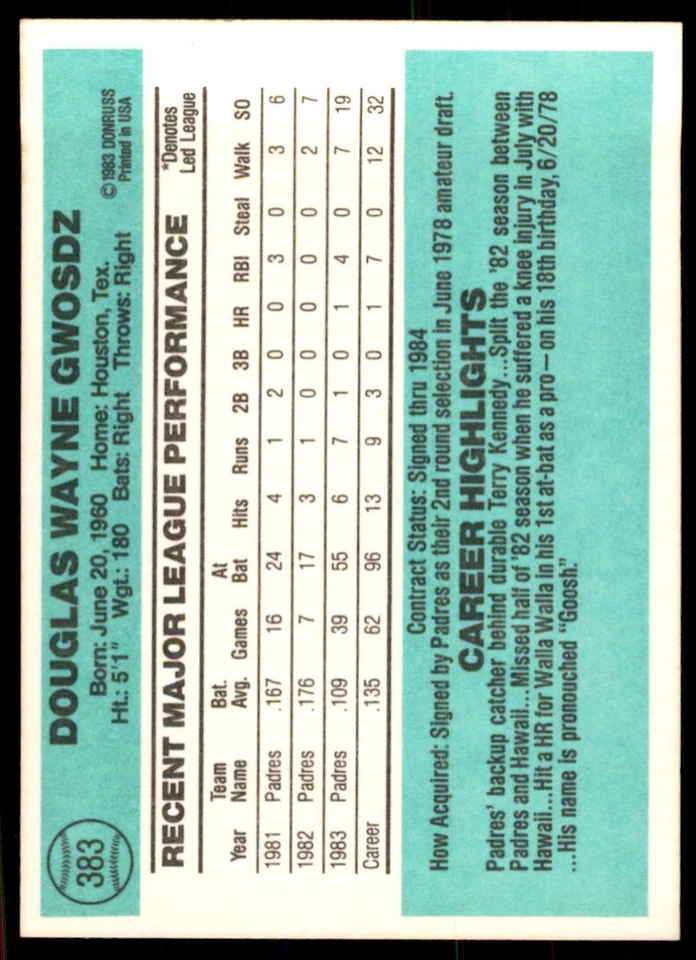 383
DOUGLAS WAYNE GWOSDZ
Born: June 20, 1960 Home: Houston, Tex.
Ht.: 5'1" Wgt.: 180 Bats: Right Throws: Right
© 1983 DONRUSS
Printed in USA
RECENT MAJOR LEAGUE PERFORMANCE
*Denotes
Led League
Year Team Name Bat. Avg. Games At Bat Hits Runs 2B 3B HR RBI Steal Walk SO
1981 Padres .167 16 24 4 1 2 0 0 3 0 3 6
1982 Padres .176 7 17 3 1 0 0 0 0 0 2 7
1983 Padres .109 39 55 6 7 1 0 1 4 0 7 19
Career .135 62 96 13 9 3 0 1 7 0 12 32
Contract Status: Signed thru 1984
How Acquired: Signed by Padres as their 2nd round selection in June 1978 amateur draft.
CAREER HIGHLIGHTS
Padres' backup catcher behind durable Terry Kennedy...Split the '82 season between
Padres and Hawaii....Missed half of '82 season when he suffered a knee injury in July with
Hawaii...Hit a HR for Walla Walla in his 1st at-bat as a pro—on his 18th birthday, 6/20/78
...His name is pronouched “Goosh.”